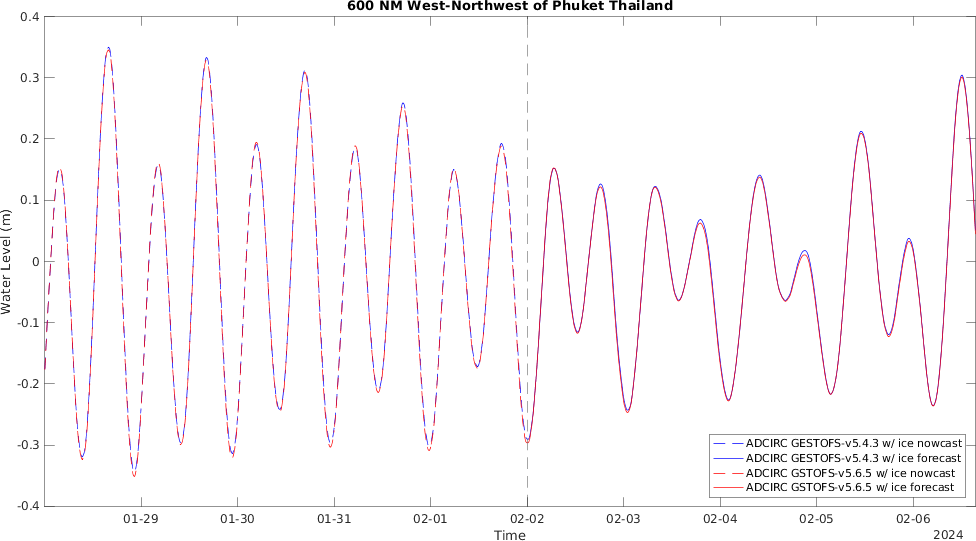 600 NM West-Northwest of Phuket Thailand
0.4
0.3
0.2
0.1
0
-0.1
-0.2
-0.3
-0.4
Water Level (m)
01-29 01-30 01-31 02-01 02-02 02-03 02-04 02-05 02-06
Time
2024
ADCIRC GESTOFS-v5.4.3 w/ ice nowcast
ADCIRC GESTOFS-v5.4.3 w/ ice forecast
ADCIRC GSTOFS-v5.6.5 w/ ice nowcast
ADCIRC GSTOFS-v5.6.5 w/ ice forecast